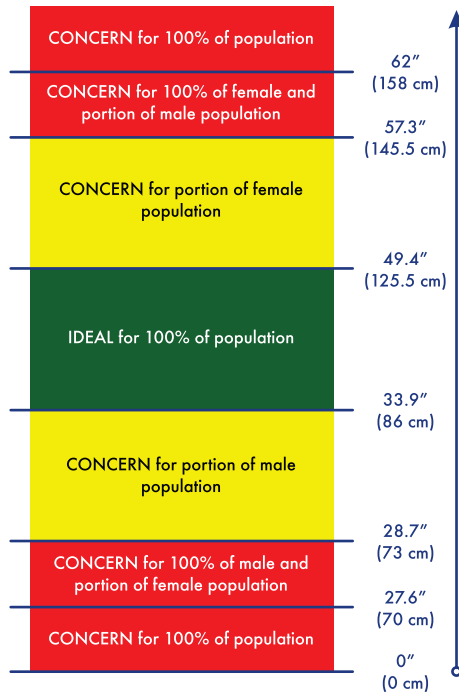 CONCERN for 100% of population
62”
(158 cm)
CONCERN for 100% of female and
portion of male population
57.3”
(145.5 cm)
CONCERN for portion of female
population
49.4”
(125.5 cm)
IDEAL for 100% of population
33.9”
(86 cm)
CONCERN for portion of male
population
28.7”
(73 cm)
CONCERN for 100% of male and
portion of female population
27.6”
(70 cm)
CONCERN for 100% of population
0”
(0 cm)